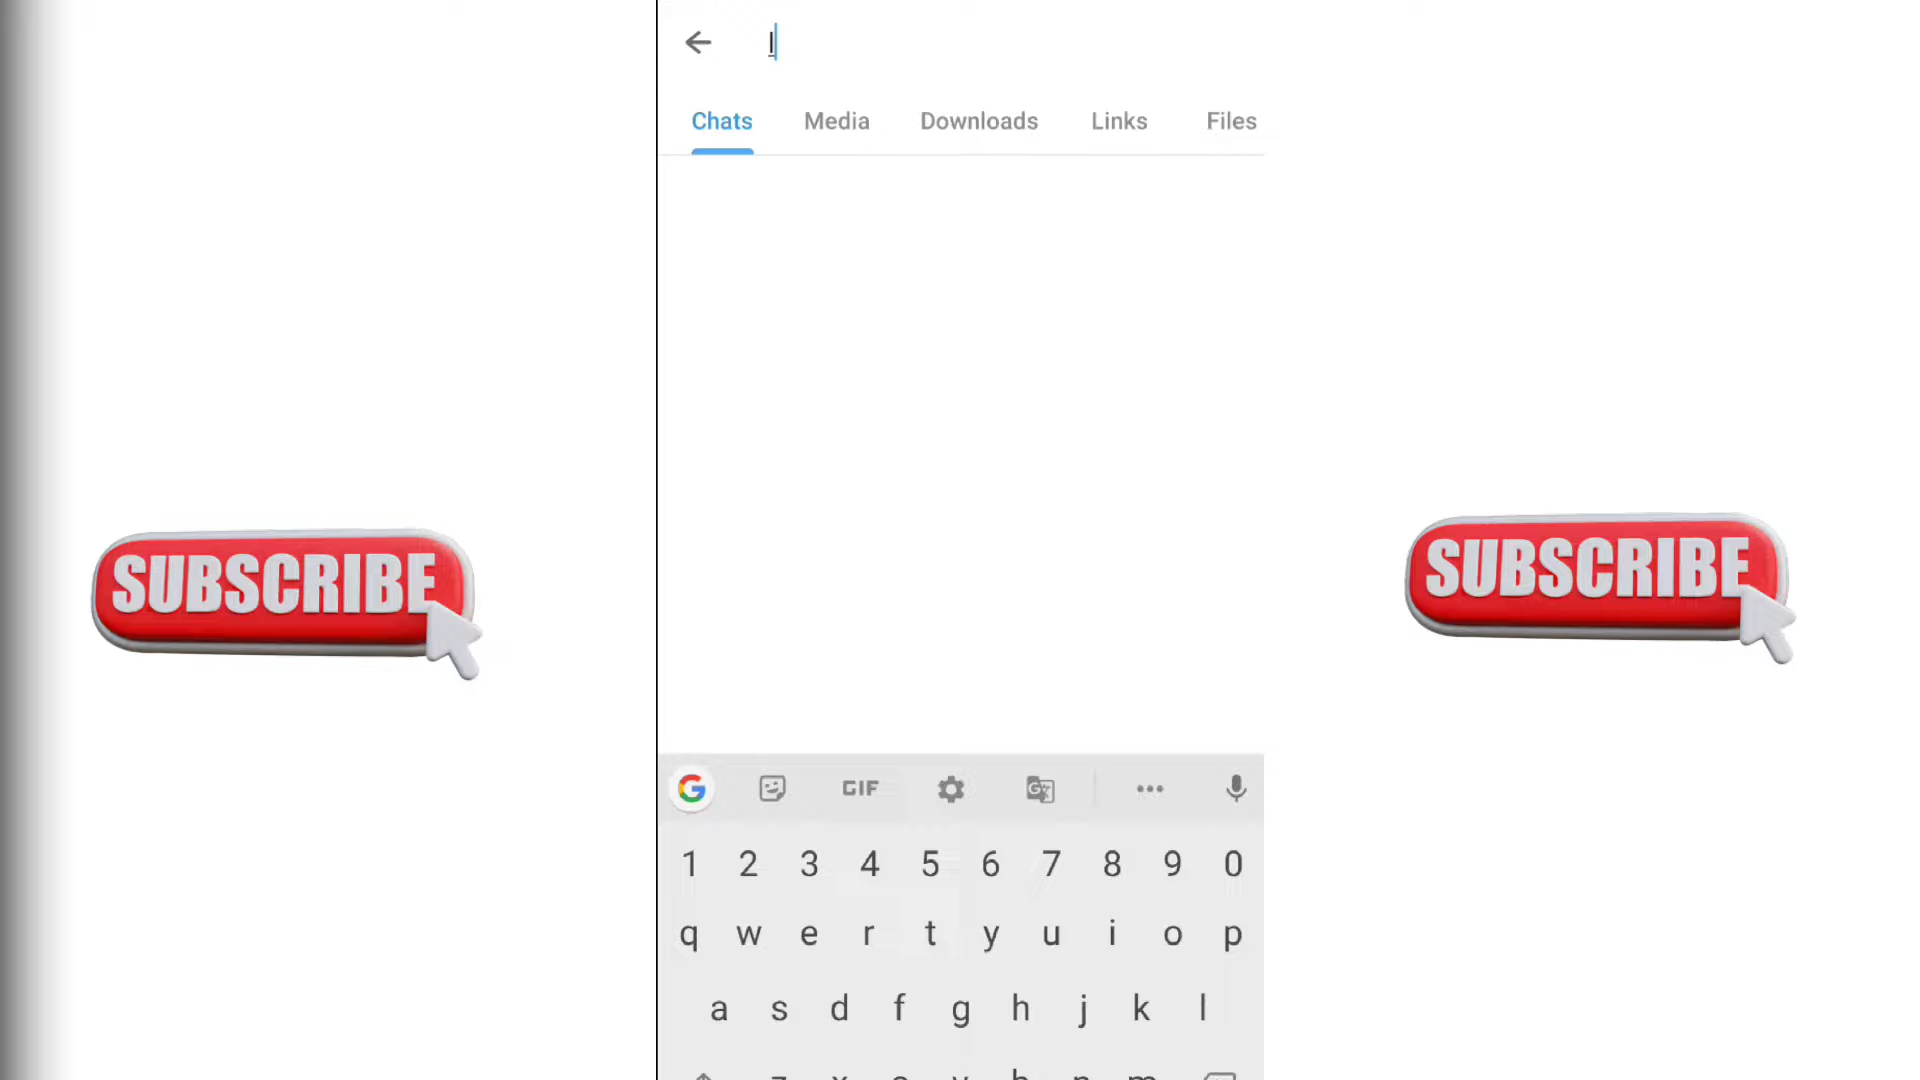 I
Chats Media Downloads Links Files
SUBSCRIBE SUBSCRIBE
G GIF G
1 2 3 4 5 6 7 8 9 0
q w e r t y u i o p
a s d f g h j k l
z x c v b n m